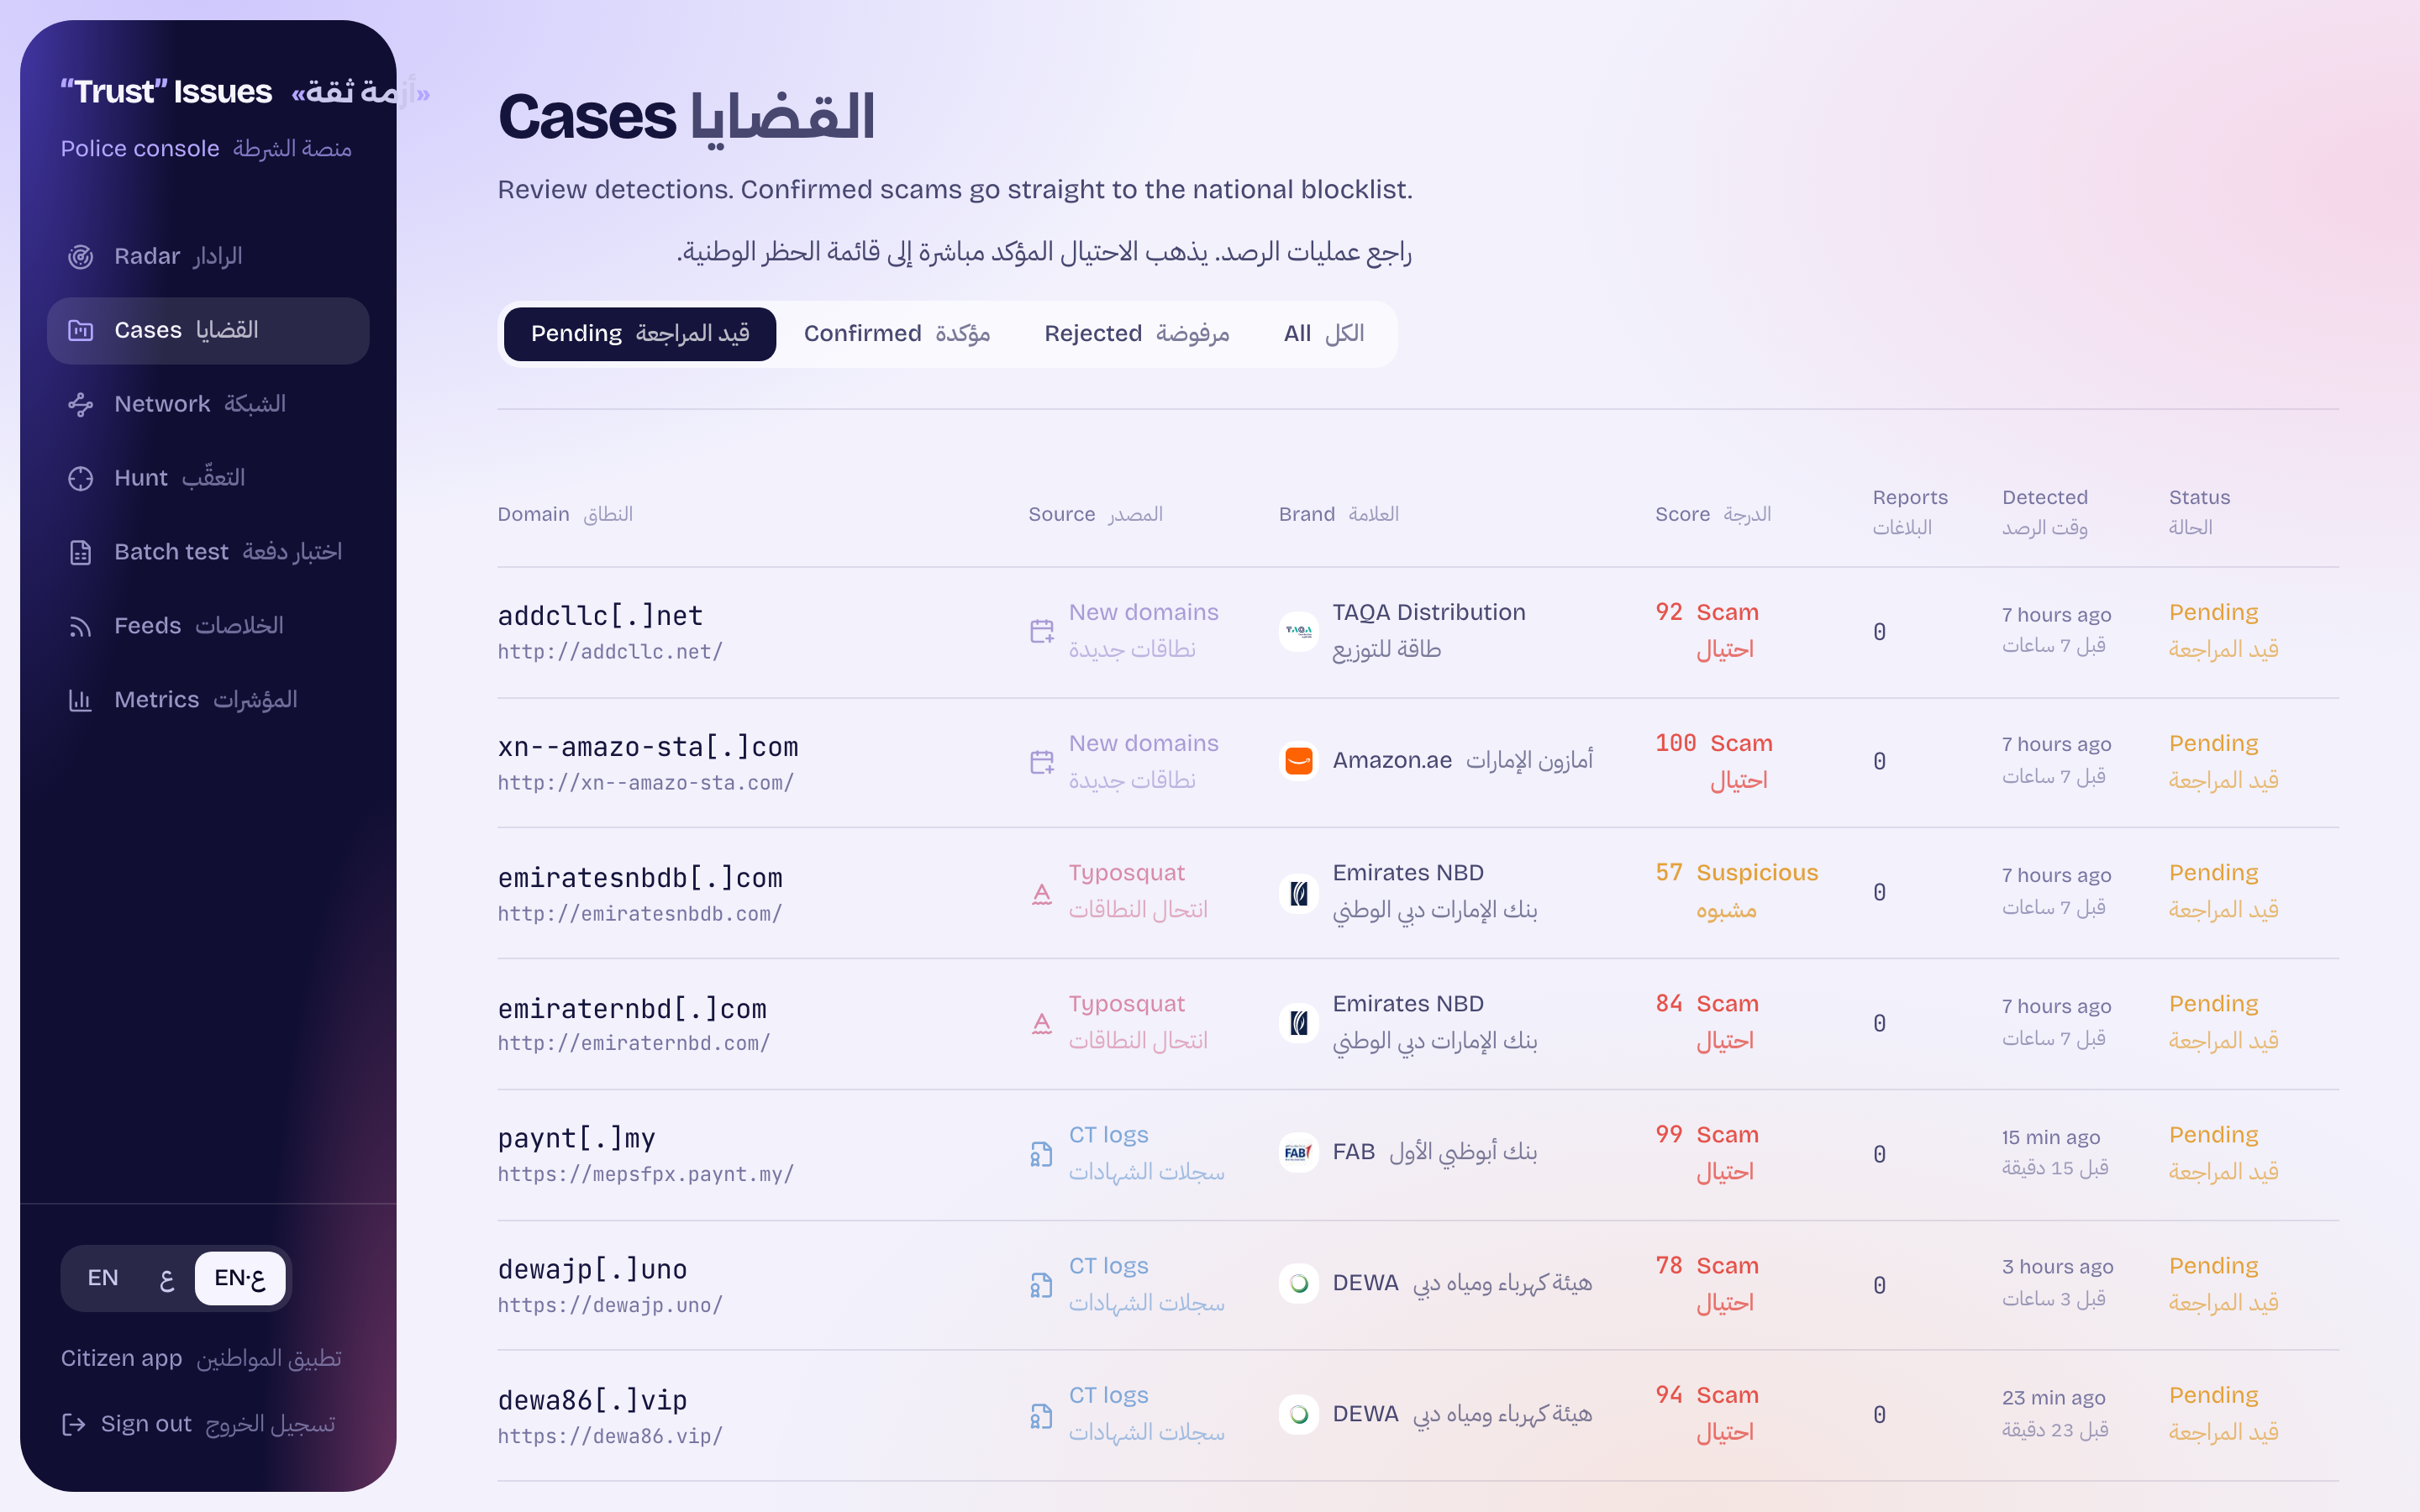 “Trust” Issues «أزمة ثقة»
Police console منصة الشرطة
Radar الرادار
Cases القضايا
Network الشبكة
Hunt التعقّب
Batch test اختبار دفعة
Feeds الخلاصات
Metrics المؤشرات
EN ع EN·ع
Citizen app تطبيق المواطنين
Sign out تسجيل الخروج
Cases القضايا
Review detections. Confirmed scams go straight to the national blocklist.
راجع عمليات الرصد. يذهب الاحتيال المؤكد مباشرة إلى قائمة الحظر الوطنية.
Pending قيد المراجعة Confirmed مؤكدة Rejected مرفوضة All الكل
Domain النطاق Source المصدر Brand العلامة Score الدرجة Reports البلاغات Detected وقت الرصد Status الحالة
addcllc[.]net New domains TAQA Distribution 92 Scam 0 7 hours ago Pending
http://addcllc.net/ نطاقات جديدة طاقة للتوزيع احتيال قبل 7 ساعات قيد المراجعة
xn--amazo-sta[.]com New domains Amazon.ae أمازون الإمارات 100 Scam 0 7 hours ago Pending
http://xn--amazo-sta.com/ نطاقات جديدة احتيال قبل 7 ساعات قيد المراجعة
emiratesnbdb[.]com Typosquat Emirates NBD 57 Suspicious 0 7 hours ago Pending
http://emiratesnbdb.com/ انتحال النطاقات بنك الإمارات دبي الوطني مشبوه قبل 7 ساعات قيد المراجعة
emiraternbd[.]com Typosquat Emirates NBD 84 Scam 0 7 hours ago Pending
http://emiraternbd.com/ انتحال النطاقات بنك الإمارات دبي الوطني احتيال قبل 7 ساعات قيد المراجعة
paynt[.]my CT logs FAB FAB بنك أبوظبي الأول 99 Scam 0 15 min ago Pending
https://mepsfpx.paynt.my/ سجلات الشهادات احتيال قبل 15 دقيقة قيد المراجعة
dewajp[.]uno CT logs DEWA هيئة كهرباء ومياه دبي 78 Scam 0 3 hours ago Pending
https://dewajp.uno/ سجلات الشهادات احتيال قبل 3 ساعات قيد المراجعة
dewa86[.]vip CT logs DEWA هيئة كهرباء ومياه دبي 94 Scam 0 23 min ago Pending
https://dewa86.vip/ سجلات الشهادات احتيال قبل 23 دقيقة قيد المراجعة